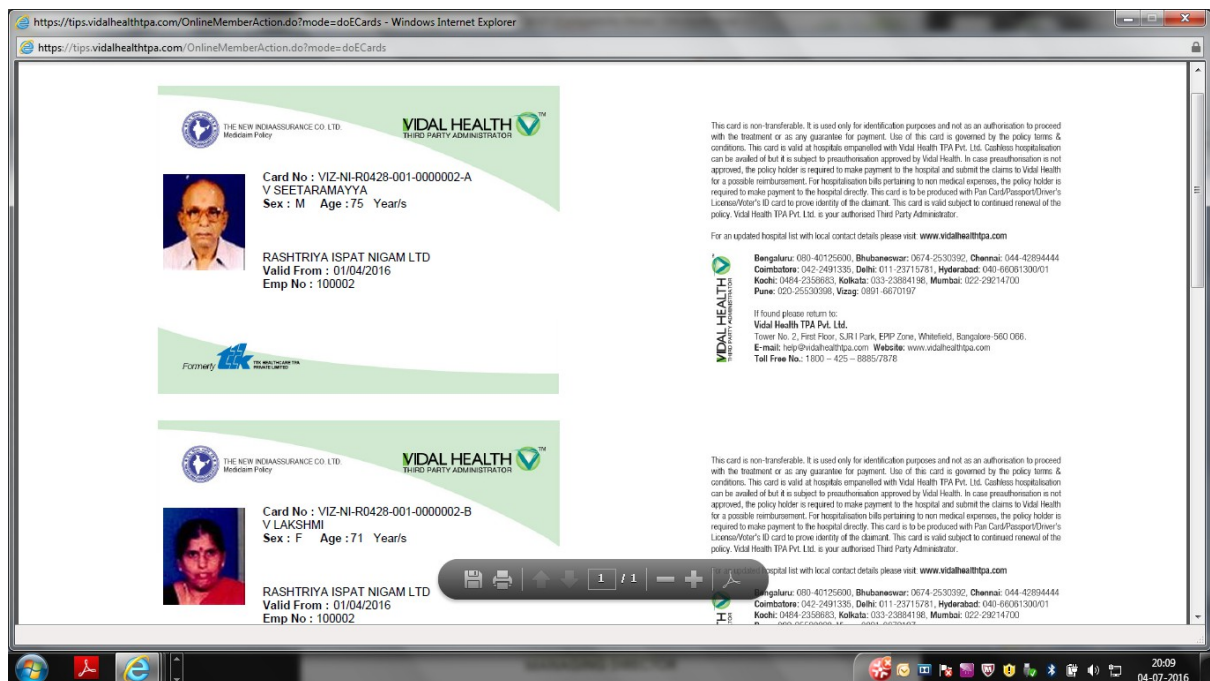 https://tips.vidalhealthtpa.com/OnlineMemberAction.do?mode=doECards - Windows Internet Explorer
https://tips.vidalhealthtpa.com/OnlineMemberAction.do?mode=doECards
THE NEW INDIAASSURANCE CO. LTD.
Mediclaim Policy
VIDAL HEALTH
THIRD PARTY ADMINISTRATOR
TM
Card No : VIZ-NI-R0428-001-0000002-A
V SEETARAMAYYA
Sex : M Age :75 Year/s
RASHTRIYA ISPAT NIGAM LTD
Valid From : 01/04/2016
Emp No : 100002
Formerly ttk TTK HEALTHCARE TPA
PRIVATE LIMITED
This card is non-transferable. It is used only for identification purposes and not as an authorisation to proceed
with the treatment or as any guarantee for payment. Use of this card is governed by the policy terms &
conditions. This card is valid at hospitals empanelled with Vidal Health TPA Pvt. Ltd. Cashless hospitalisation
can be availed of but it is subject to preauthorisation approved by Vidal Health. In case preauthorisation is not
approved, the policy holder is required to make payment to the hospital and submit the claims to Vidal Health
for a possible reimbursement. For hospitalisation bills pertaining to non medical expenses, the policy holder is
required to make payment to the hospital directly. This card is to be produced with Pan Card/Passport/Driver's
License/Voter's ID card to prove identity of the claimant. This card is valid subject to continued renewal of the
policy. Vidal Health TPA Pvt. Ltd. is your authorised Third Party Administrator.
For an updated hospital list with local contact details please visit: www.vidalhealthtpa.com
VIDAL HEALTH
THIRD PARTY ADMINISTRATOR
Bengaluru: 080-40125600, Bhubaneswar: 0674-2530392, Chennai: 044-42894444
Coimbatore: 042-2491335, Delhi: 011-23715781, Hyderabad: 040-66061300/01
Kochi: 0484-2358683, Kolkata: 033-23884198, Mumbai: 022-29214700
Pune: 020-25530398, Vizag: 0891-6670197
If found please return to:
Vidal Health TPA Pvt. Ltd.
Tower No. 2, First Floor, SJR I Park, EPIP Zone, Whitefield, Bangalore-560 066.
E-mail: help@vidalhealthtpa.com Website: www.vidalhealthtpa.com
Toll Free No.: 1800 – 425 – 8885/7878
THE NEW INDIAASSURANCE CO. LTD.
Mediclaim Policy
VIDAL HEALTH
THIRD PARTY ADMINISTRATOR
TM
Card No : VIZ-NI-R0428-001-0000002-B
V LAKSHMI
Sex : F Age :71 Year/s
RASHTRIYA ISPAT NIGAM LTD
Valid From : 01/04/2016
Emp No : 100002
This card is non-transferable. It is used only for identification purposes and not as an authorisation to proceed
with the treatment or as any guarantee for payment. Use of this card is governed by the policy terms &
conditions. This card is valid at hospitals empanelled with Vidal Health TPA Pvt. Ltd. Cashless hospitalisation
can be availed of but it is subject to preauthorisation approved by Vidal Health. In case preauthorisation is not
approved, the policy holder is required to make payment to the hospital and submit the claims to Vidal Health
for a possible reimbursement. For hospitalisation bills pertaining to non medical expenses, the policy holder is
required to make payment to the hospital directly. This card is to be produced with Pan Card/Passport/Driver's
License/Voter's ID card to prove identity of the claimant. This card is valid subject to continued renewal of the
policy. Vidal Health TPA Pvt. Ltd. is your authorised Third Party Administrator.
hospital list with local contact details please visit: www.vidalhealthtpa.com
Bengaluru: 080-40125600, Bhubaneswar: 0674-2530392, Chennai: 044-42894444
Coimbatore: 042-2491335, Delhi: 011-23715781, Hyderabad: 040-66061300/01
Kochi: 0484-2358683, Kolkata: 033-23884198, Mumbai: 022-29214700
1 / 1
20:09
04-07-2016